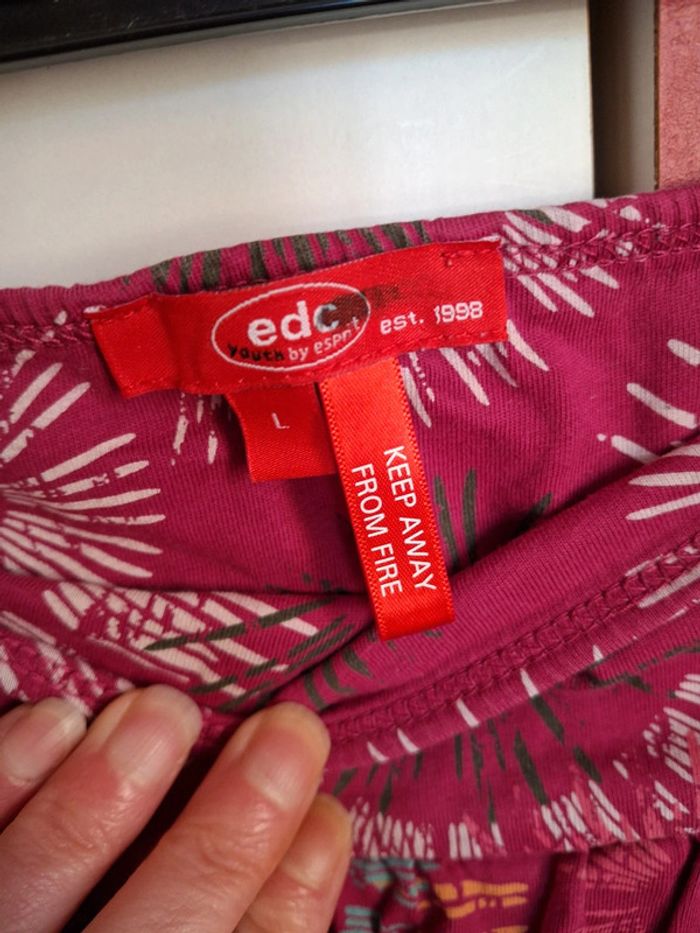 edc est. 1998
youth by esprit
L
KEEP AWAY
FROM FIRE